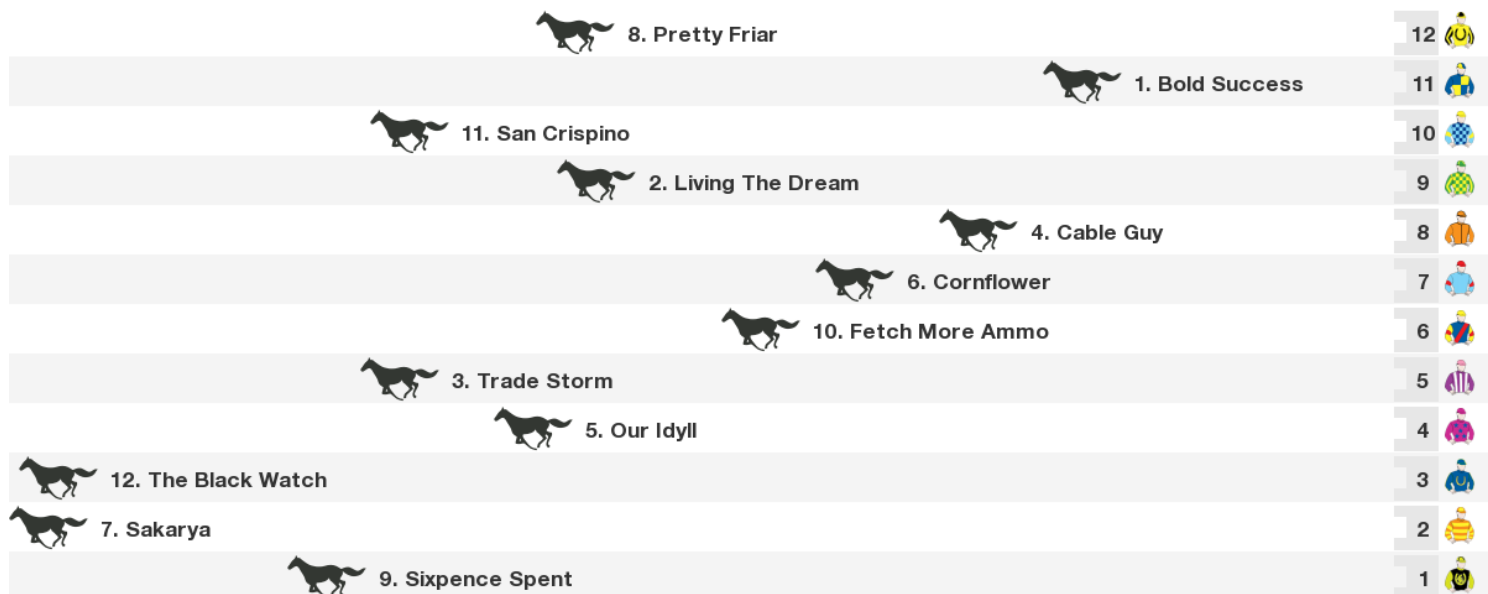 8. Pretty Friar 12
1. Bold Success 11
11. San Crispino 10
2. Living The Dream 9
4. Cable Guy 8
6. Cornflower 7
10. Fetch More Ammo 6
3. Trade Storm 5
5. Our Idyll 4
12. The Black Watch 3
7. Sakarya 2
9. Sixpence Spent 1